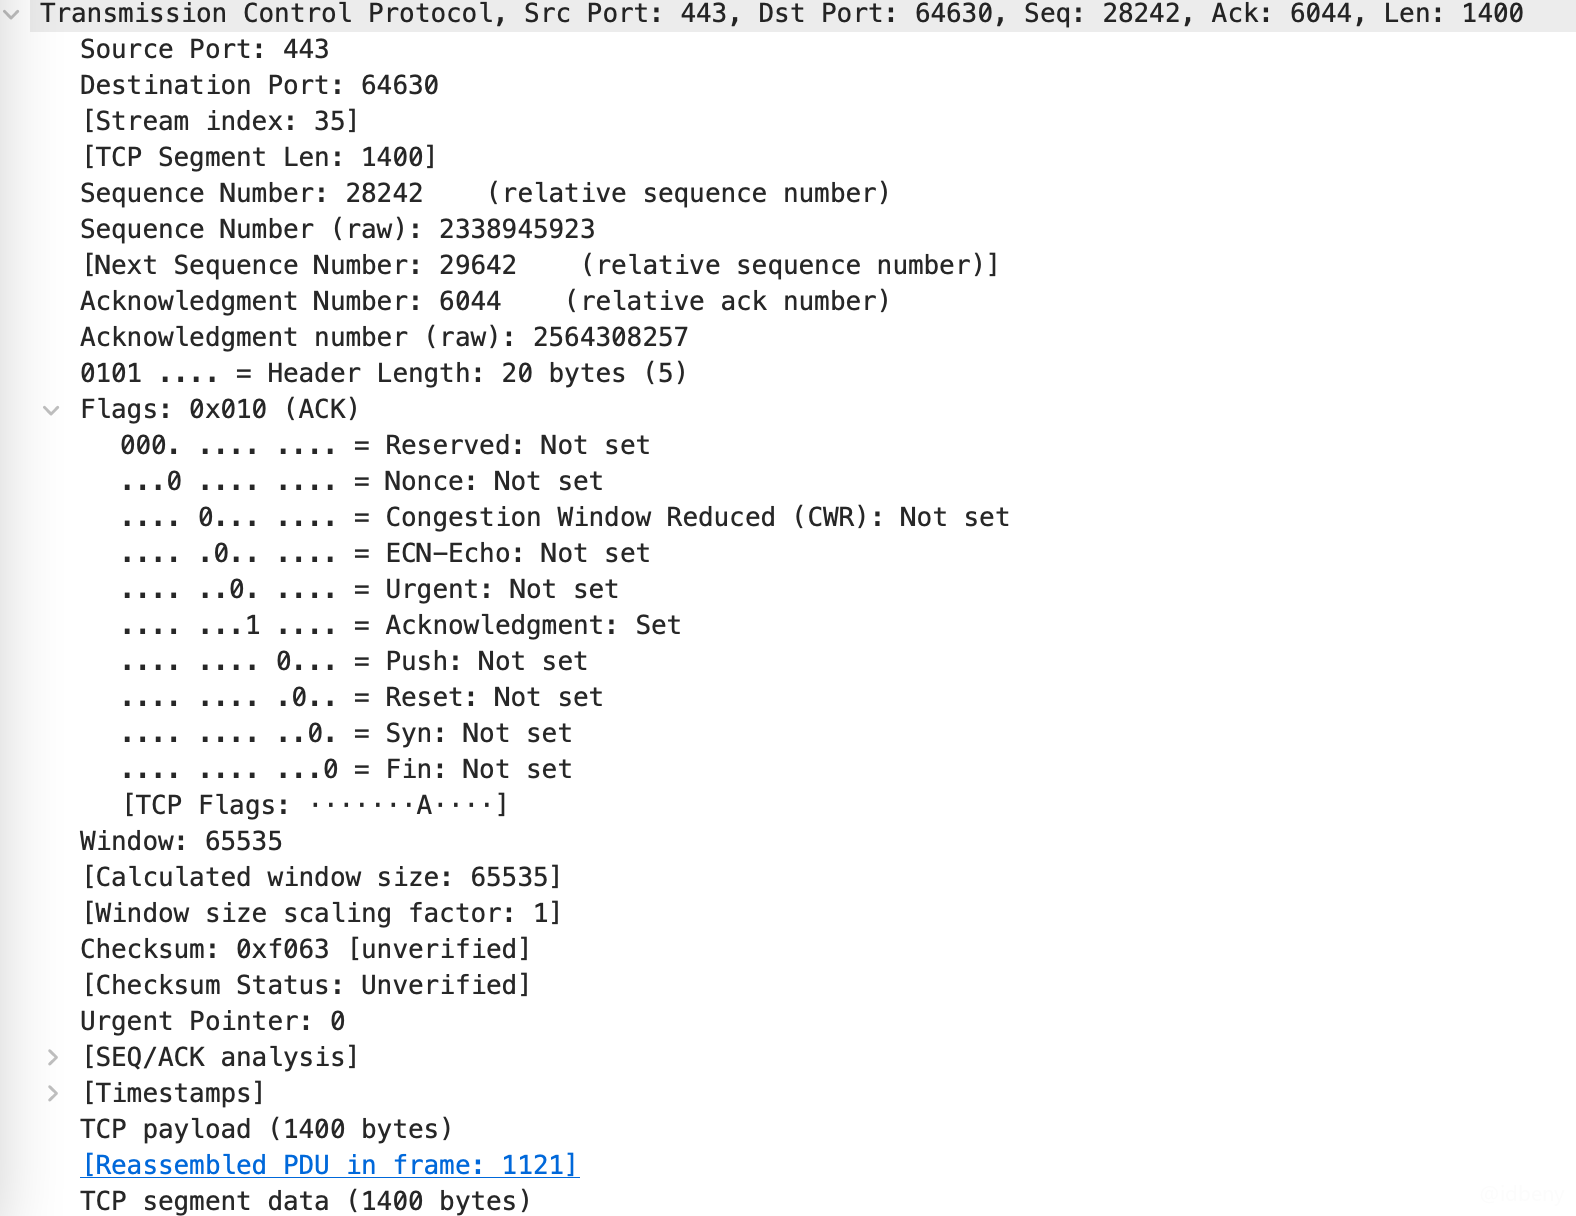 Transmission Control Protocol, Src Port: 443, Dst Port: 64630, Seq: 28242, Ack: 6044, Len: 1400
Source Port: 443
Destination Port: 64630
[Stream index: 35]
[TCP Segment Len: 1400]
Sequence Number: 28242    (relative sequence number)
Sequence Number (raw): 2338945923
[Next Sequence Number: 29642    (relative sequence number)]
Acknowledgment Number: 6044    (relative ack number)
Acknowledgment number (raw): 2564308257
0101 .... = Header Length: 20 bytes (5)
Flags: 0x010 (ACK)
000. .... .... = Reserved: Not set
...0 .... .... = Nonce: Not set
.... 0... .... = Congestion Window Reduced (CWR): Not set
.... .0.. .... = ECN-Echo: Not set
.... ..0. .... = Urgent: Not set
.... ...1 .... = Acknowledgment: Set
.... .... 0... = Push: Not set
.... .... .0.. = Reset: Not set
.... .... ..0. = Syn: Not set
.... .... ...0 = Fin: Not set
[TCP Flags: ·······A····]
Window: 65535
[Calculated window size: 65535]
[Window size scaling factor: 1]
Checksum: 0xf063 [unverified]
[Checksum Status: Unverified]
Urgent Pointer: 0
[SEQ/ACK analysis]
[Timestamps]
TCP payload (1400 bytes)
[Reassembled PDU in frame: 1121]
TCP segment data (1400 bytes)